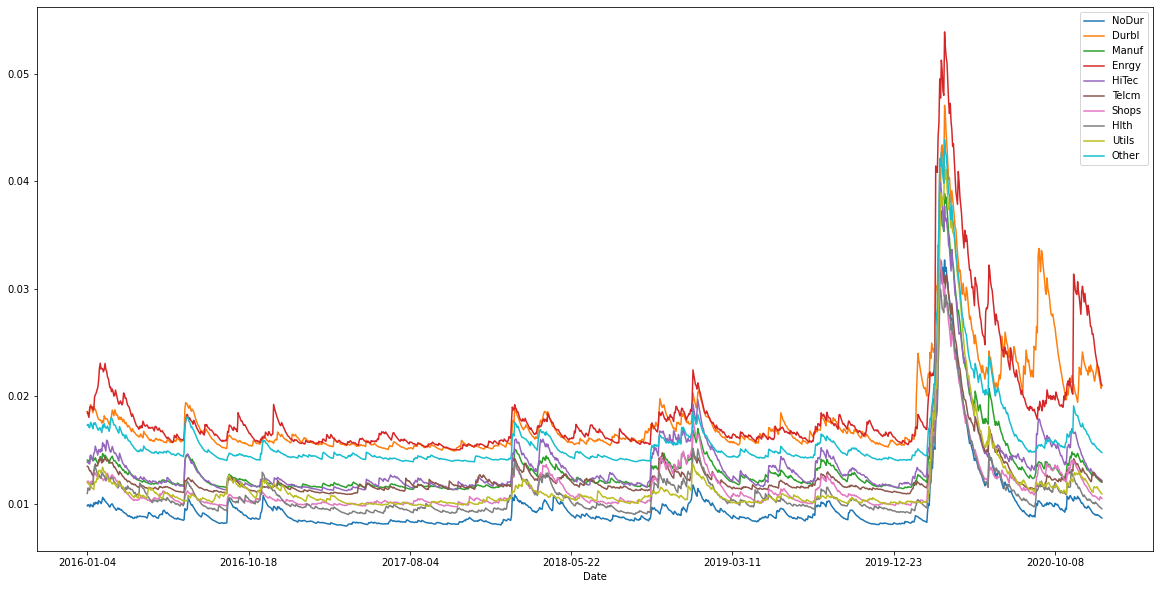 0.05
0.04
0.03
0.02
0.01
2016-01-04
2016-10-18
2017-08-04
2018-05-22
2019-03-11
2019-12-23
2020-10-08
Date
NoDur
Durbl
Manuf
Enrgy
HiTec
Telcm
Shops
Hlth
Utils
Other